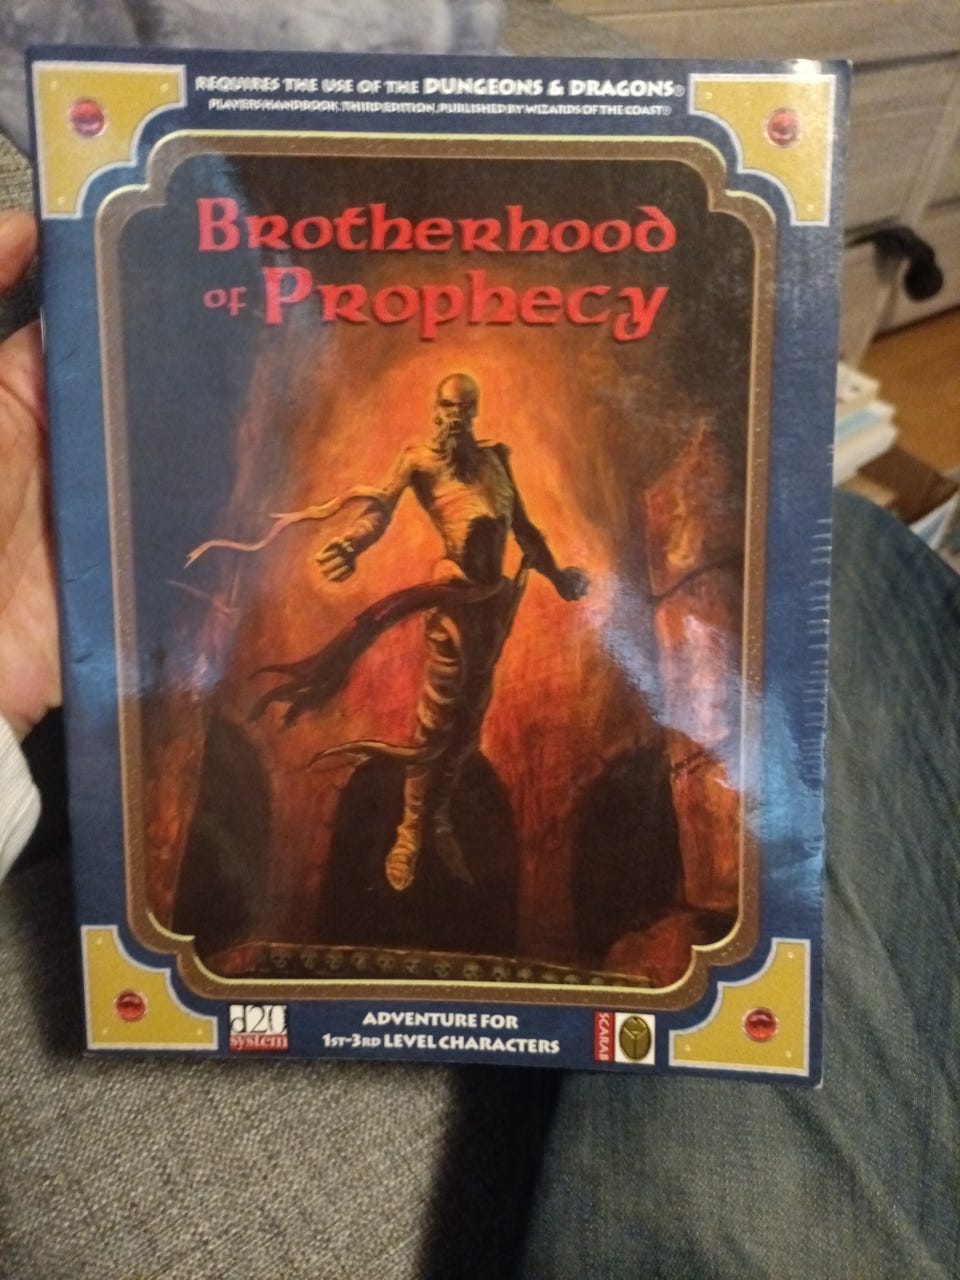 REQUIRES THE USE OF THE DUNGEONS & DRAGONS®
PLAYERS HANDBOOK, THIRD EDITION, PUBLISHED BY WIZARDS OF THE COAST®
Brotherhood
of Prophecy
d20
system
ADVENTURE FOR
1ST-3RD LEVEL CHARACTERS
SCARAB